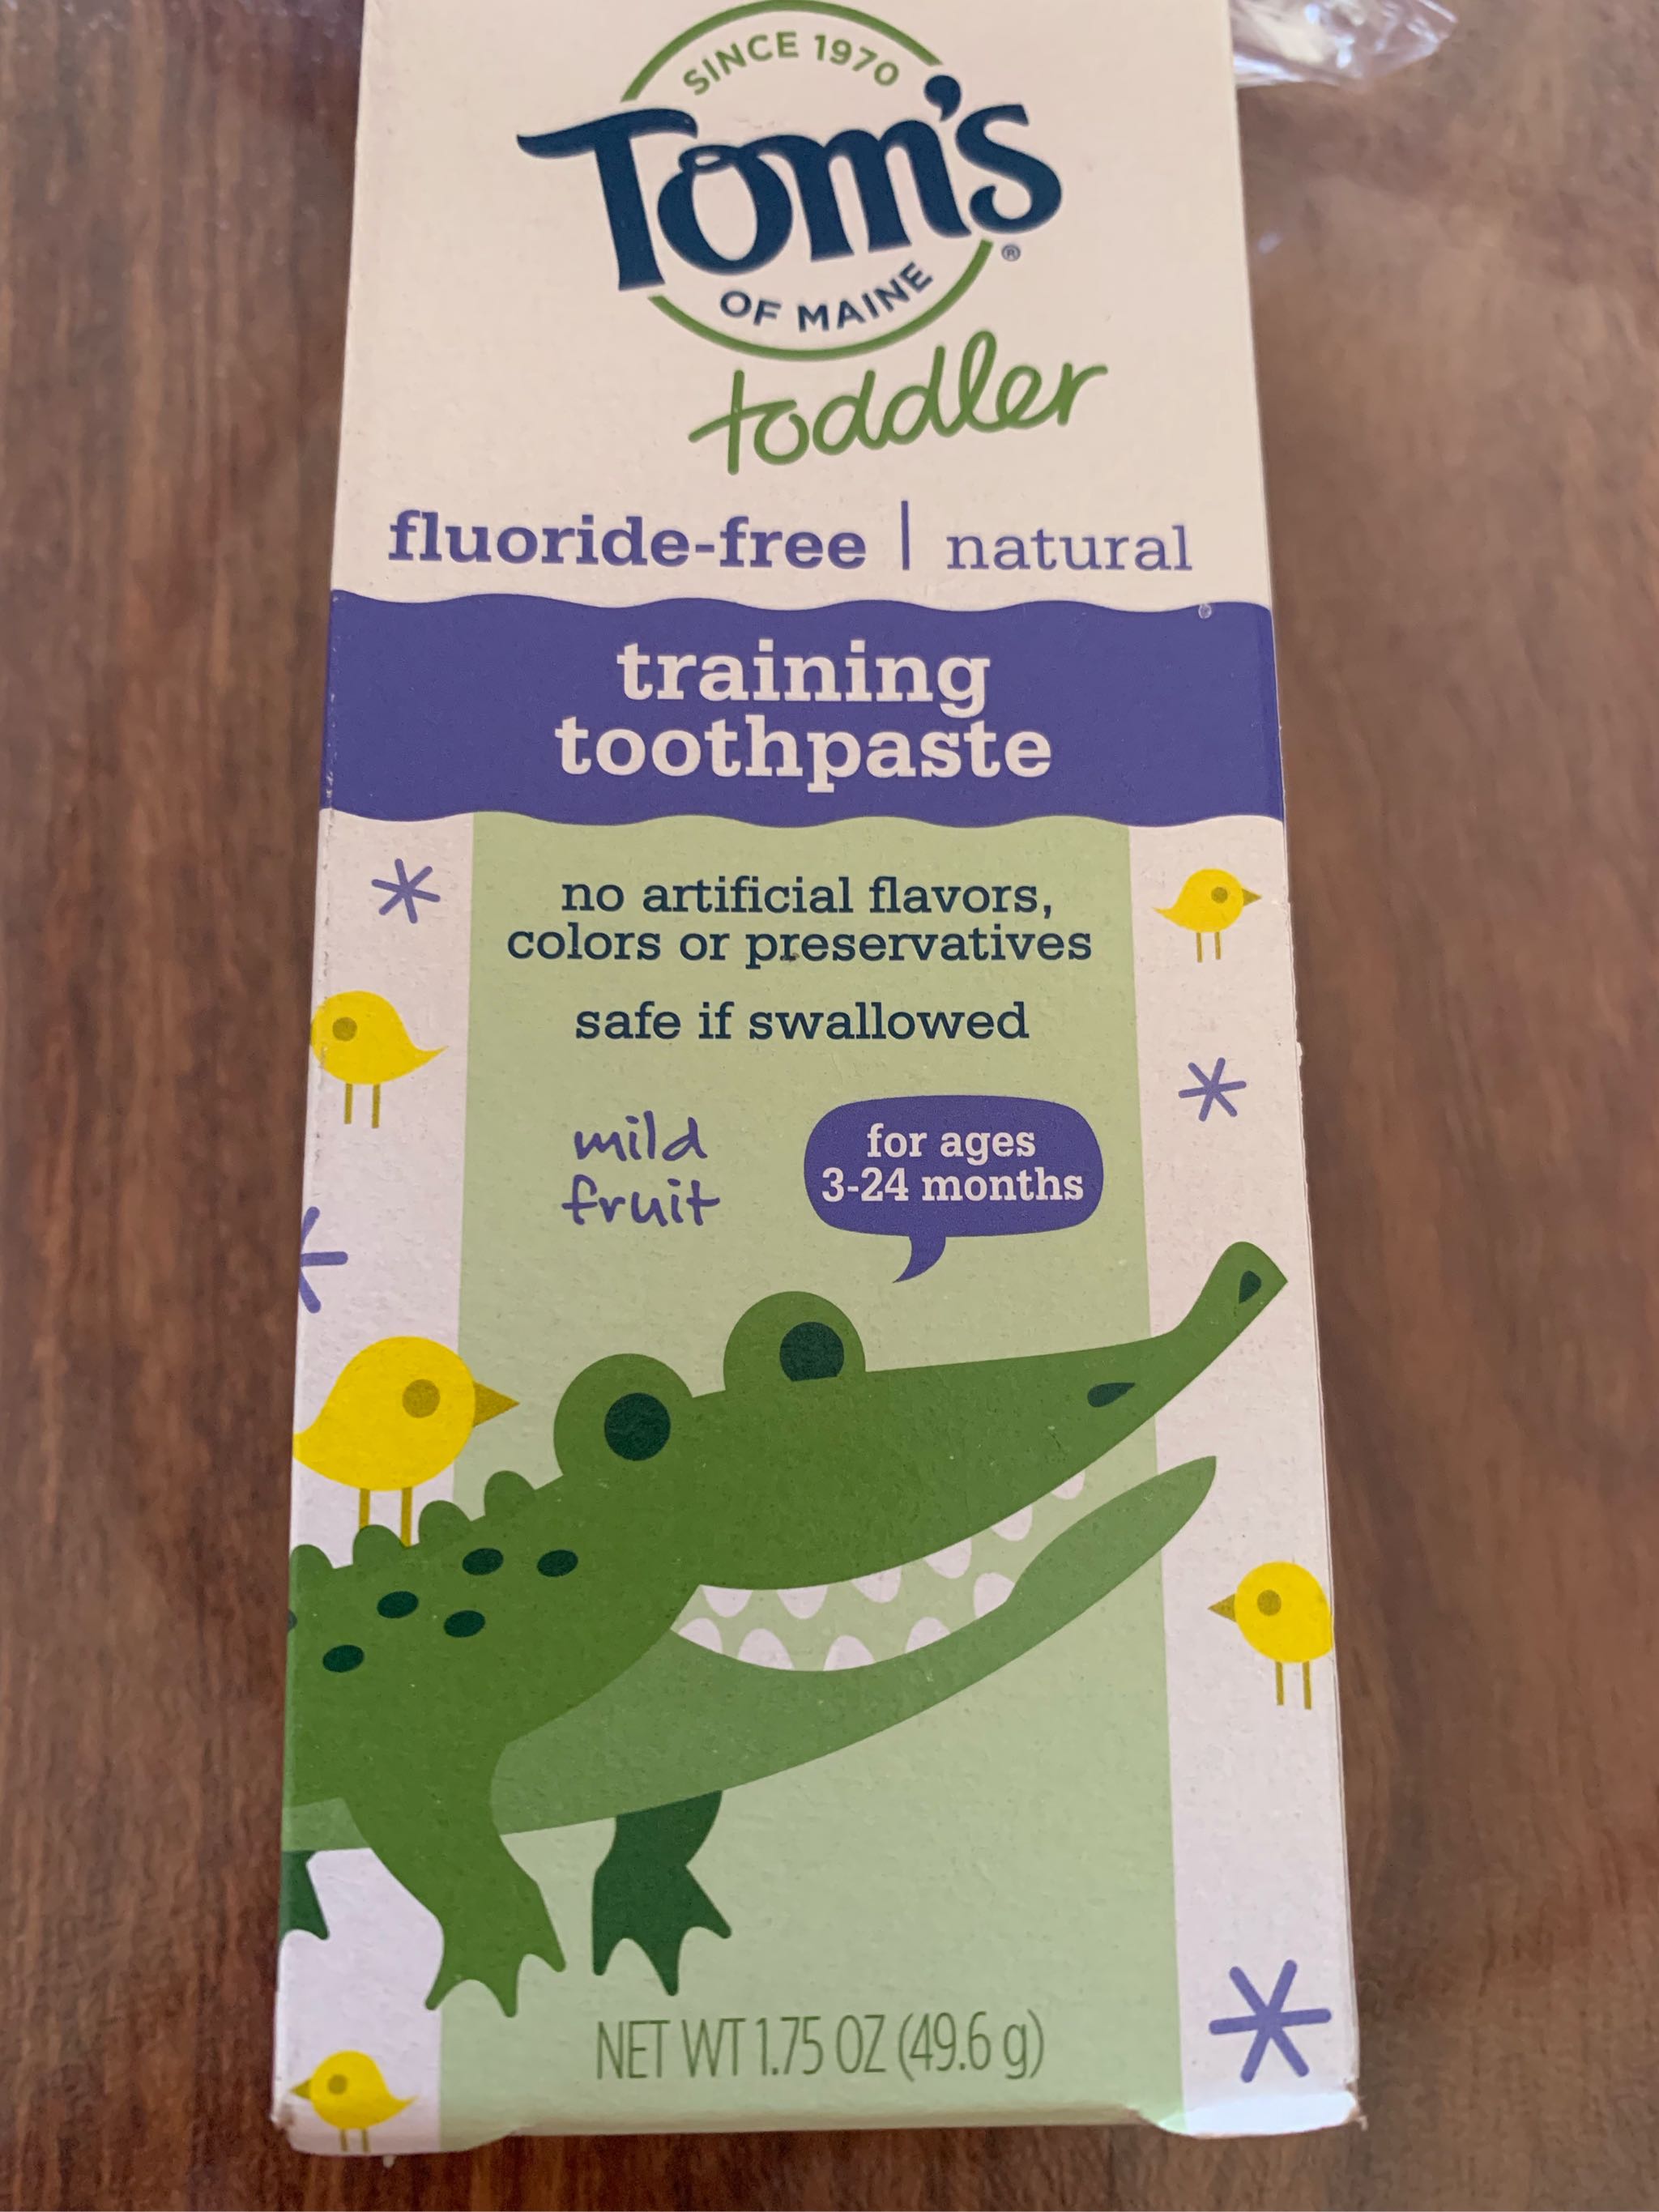 SINCE 1970
Tom's
OF MAINE
®
toddler
fluoride-free | natural
training
toothpaste
no artificial flavors,
colors or preservatives
safe if swallowed
mild
fruit
for ages
3-24 months
NET WT 1.75 OZ (49.6 g)